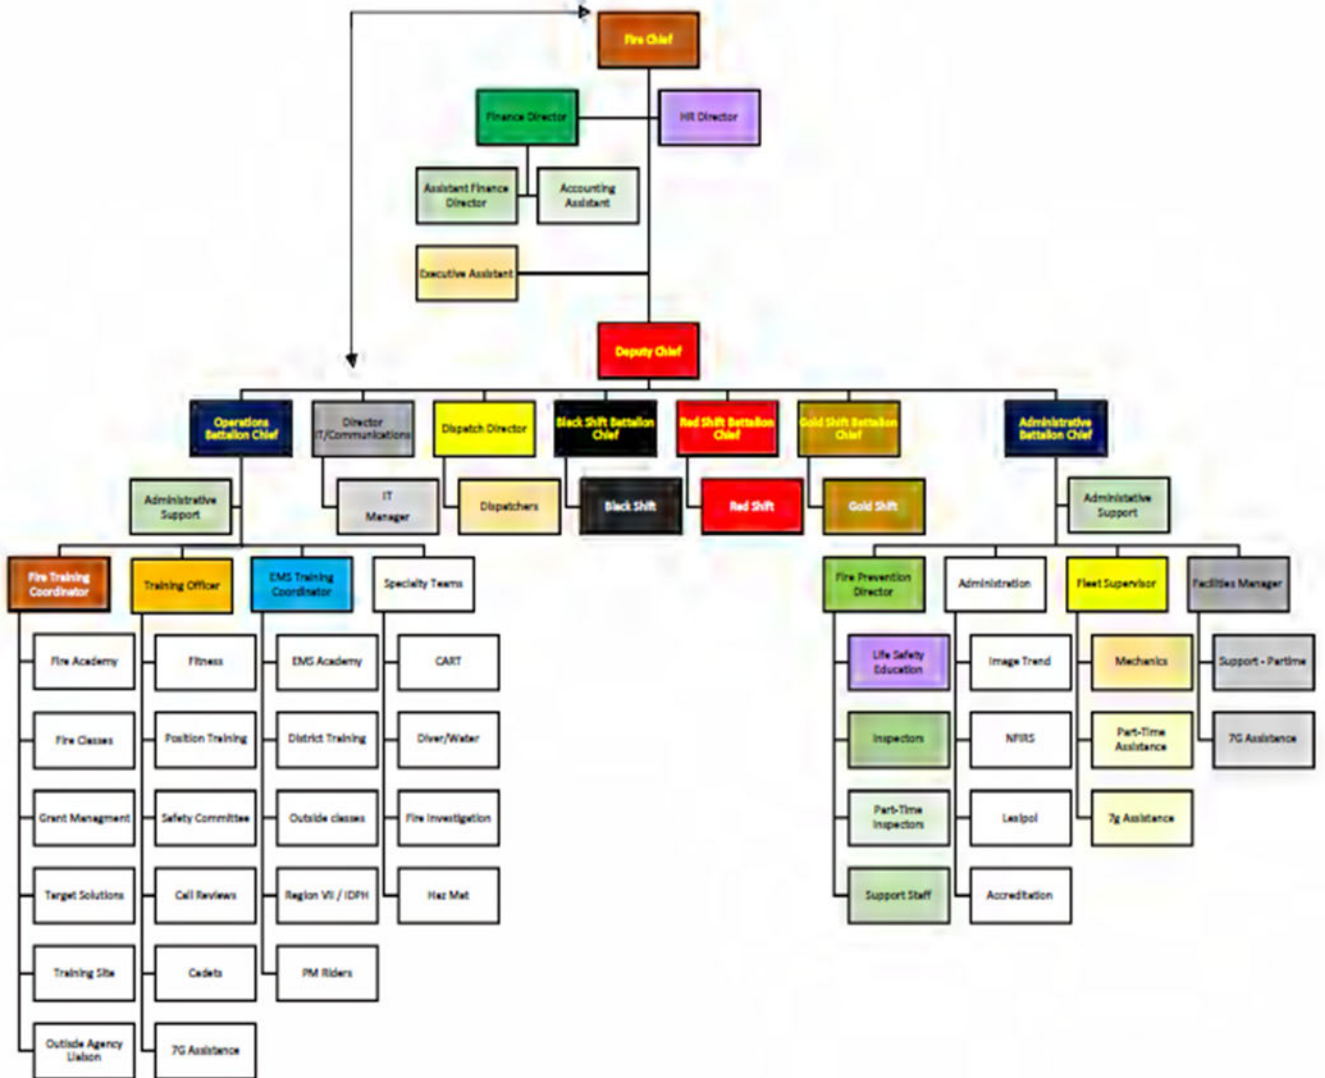 Fire Chief
Finance Director
HR Director
Assistant Finance
Director
Accounting
Assistant
Executive Assistant
Deputy Chief
Operations
Battalion Chief
Director
IT/Communications
Dispatch Director
Black Shift Battalion
Chief
Red Shift Battalion
Chief
Gold Shift Battalion
Chief
Administrative
Battalion Chief
Administrative
Support
IT
Manager
Dispatchers
Black Shift
Red Shift
Gold Shift
Administative
Support
Fire Training
Coordinator
Training Officer
EMS Training
Coordinator
Specialty Teams
Fire Prevention
Director
Administration
Fleet Supervisor
Facilities Manager
Fire Academy
Fitness
EMS Academy
CART
Life Safety
Education
Image Trend
Mechanics
Support - Partime
Fire Classes
Position Training
District Training
Diver/Water
Inspectors
NFIRS
Part-Time
Assistance
7G Assistance
Grant Managment
Safety Committee
Outside classes
Fire Investigation
Part-Time
Inspectors
Lexipol
7g Assistance
Target Solutions
Call Reviews
Region VII / IDPH
Haz Mat
Support Staff
Accreditation
Training Site
Cadets
PM Riders
Outisde Agency
Liaison
7G Assistance